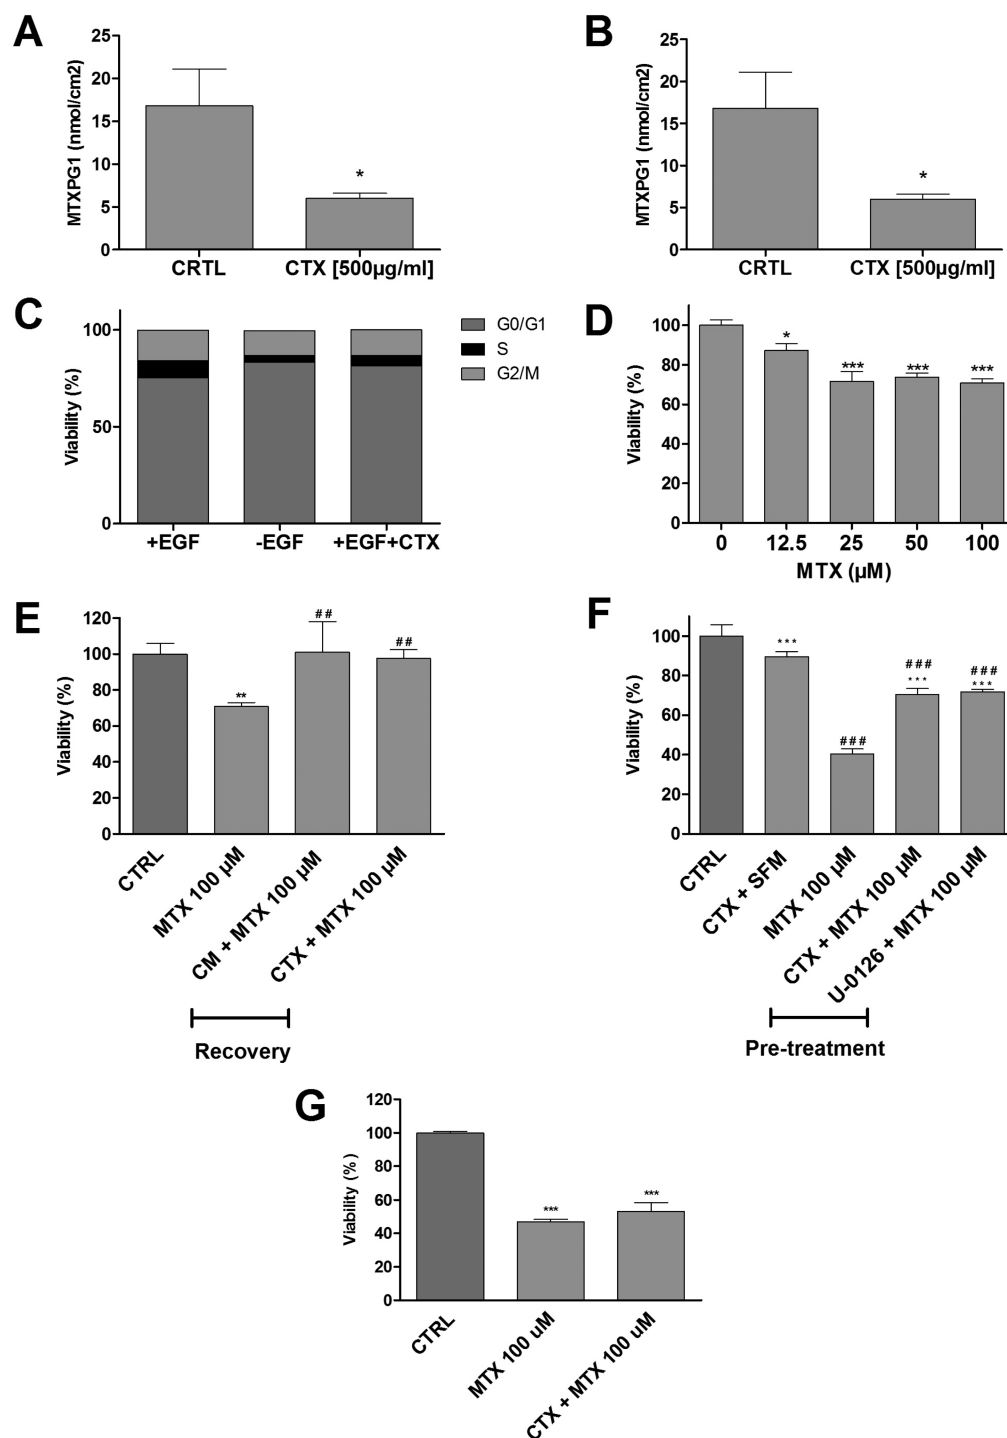 A
MTXPG1 (nmol/cm2)
25
20
15
10
5
0
*
CRTL
CTX [500µg/ml]
B
MTXPG1 (nmol/cm2)
25
20
15
10
5
0
*
CRTL
CTX [500µg/ml]
C
Viability (%)
100
50
0
+EGF
-EGF
+EGF+CTX
G0/G1
S
G2/M
D
Viability (%)
100
80
60
40
20
0
*
***
***
***
0
12.5
25
50
100
MTX (µM)
E
Viability (%)
120
100
80
60
40
20
0
**
##
##
CTRL
MTX 100 µM
CM + MTX 100 µM
CTX + MTX 100 µM
Recovery
F
Viability (%)
100
80
60
40
20
0
***
###
###
***
###
***
CTRL
CTX + SFM
MTX 100 µM
CTX + MTX 100 µM
U-0126 + MTX 100 µM
Pre-treatment
G
Viability (%)
120
100
80
60
40
20
0
***
***
CTRL
MTX 100 uM
CTX + MTX 100 uM